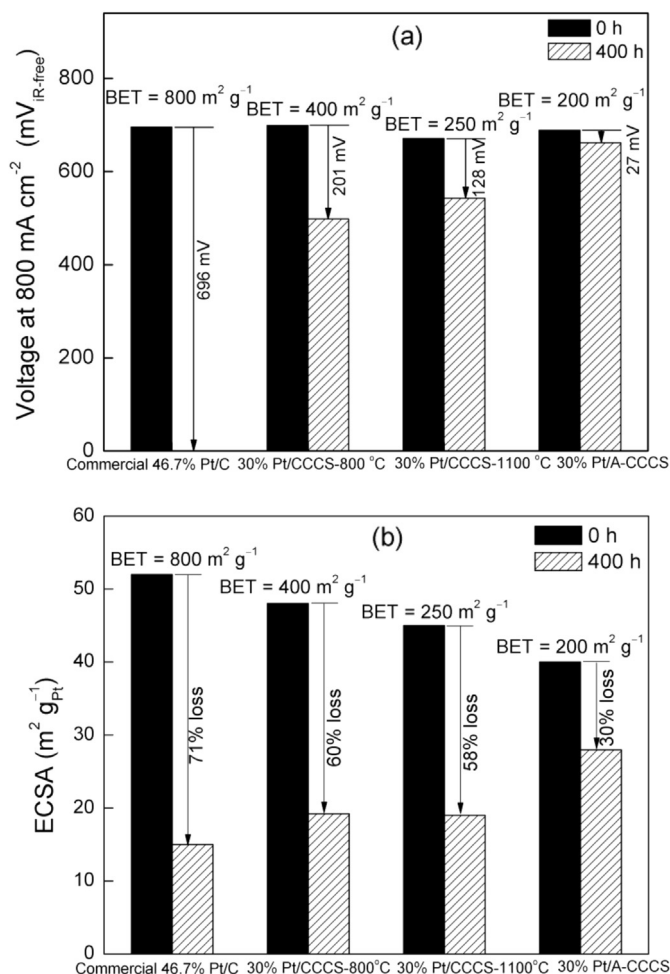 (a)
0 h
400 h
BET = 800 m² g⁻¹
BET = 400 m² g⁻¹
BET = 250 m² g⁻¹
BET = 200 m² g⁻¹
696 mV
201 mV
128 mV
27 mV
Voltage at 800 mA cm⁻² (mV_iR-free)
800
600
400
200
0
Commercial 46.7% Pt/C 30% Pt/CCCS-800 °C 30% Pt/CCCS-1100 °C 30% Pt/A-CCCS
(b)
0 h
400 h
BET = 800 m² g⁻¹
BET = 400 m² g⁻¹
BET = 250 m² g⁻¹
BET = 200 m² g⁻¹
71% loss
60% loss
58% loss
30% loss
ECSA (m² g⁻¹_Pt)
60
50
40
30
20
10
0
Commercial 46.7% Pt/C 30% Pt/CCCS-800°C 30% Pt/CCCS-1100°C 30% Pt/A-CCCS